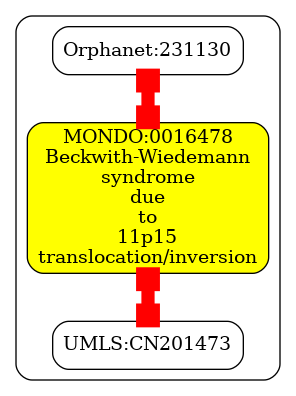 Orphanet:231130
MONDO:0016478
Beckwith-Wiedemann
syndrome
due
to
11p15
translocation/inversion
UMLS:CN201473